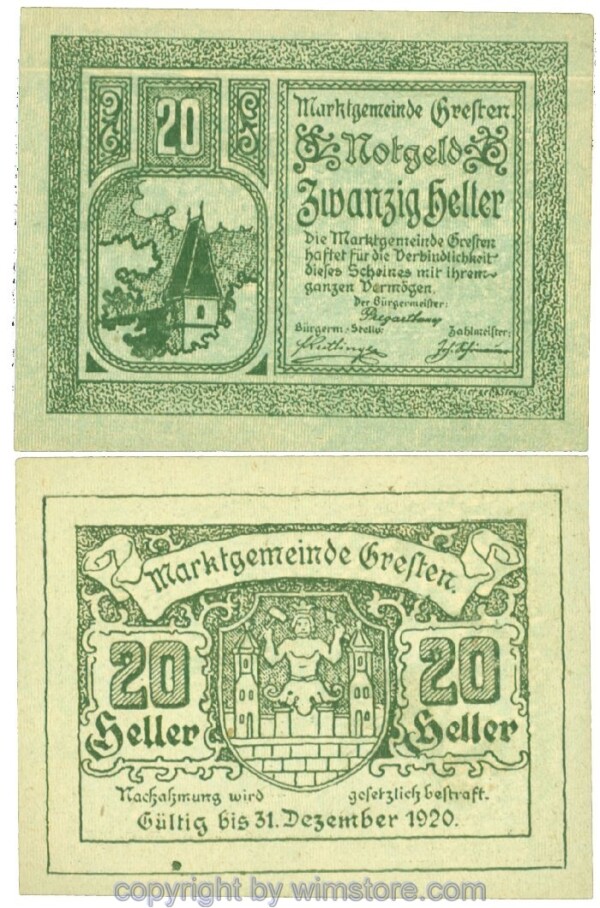 20
Marktgemeinde Gresten.
Notgeld
Zwanzig Heller
Die Marktgemeinde Gresten
haftet für die Verbindlichkeit
dieses Scheines mit ihrem
ganzen Vermögen.
Der Bürgermeister:
Bürgerm.-Stellv.: Zahlmeister:
Marktgemeinde Gresten.
20 20
Heller Heller
Nachahmung wird gesetzlich bestraft.
Gültig bis 31. Dezember 1920.
copyright by wimstore.com